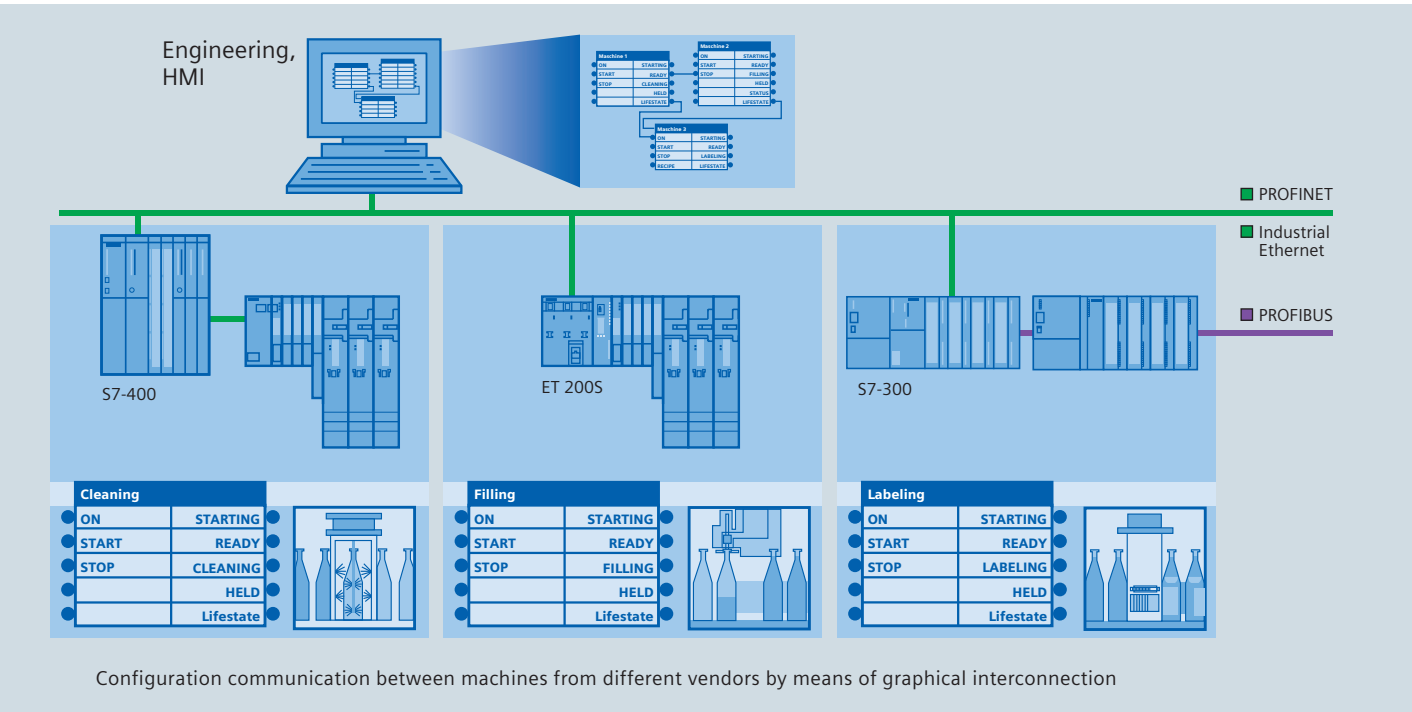 Engineering,
HMI
Maschine 1
ON STARTING
START READY
STOP CLEANING
HELD
LIFESTATE
Maschine 2
ON STARTING
START READY
STOP FILLING
HELD
STATUS
LIFESTATE
Maschine 3
ON STARTING
START READY
STOP LABELING
RECIPE LIFESTATE
PROFINET
Industrial
Ethernet
PROFIBUS
S7-400
ET 200S
S7-300
Cleaning
ON STARTING
START READY
STOP CLEANING
HELD
Lifestate
Filling
ON STARTING
START READY
STOP FILLING
HELD
Lifestate
Labeling
ON STARTING
START READY
STOP LABELING
HELD
Lifestate
Configuration communication between machines from different vendors by means of graphical interconnection